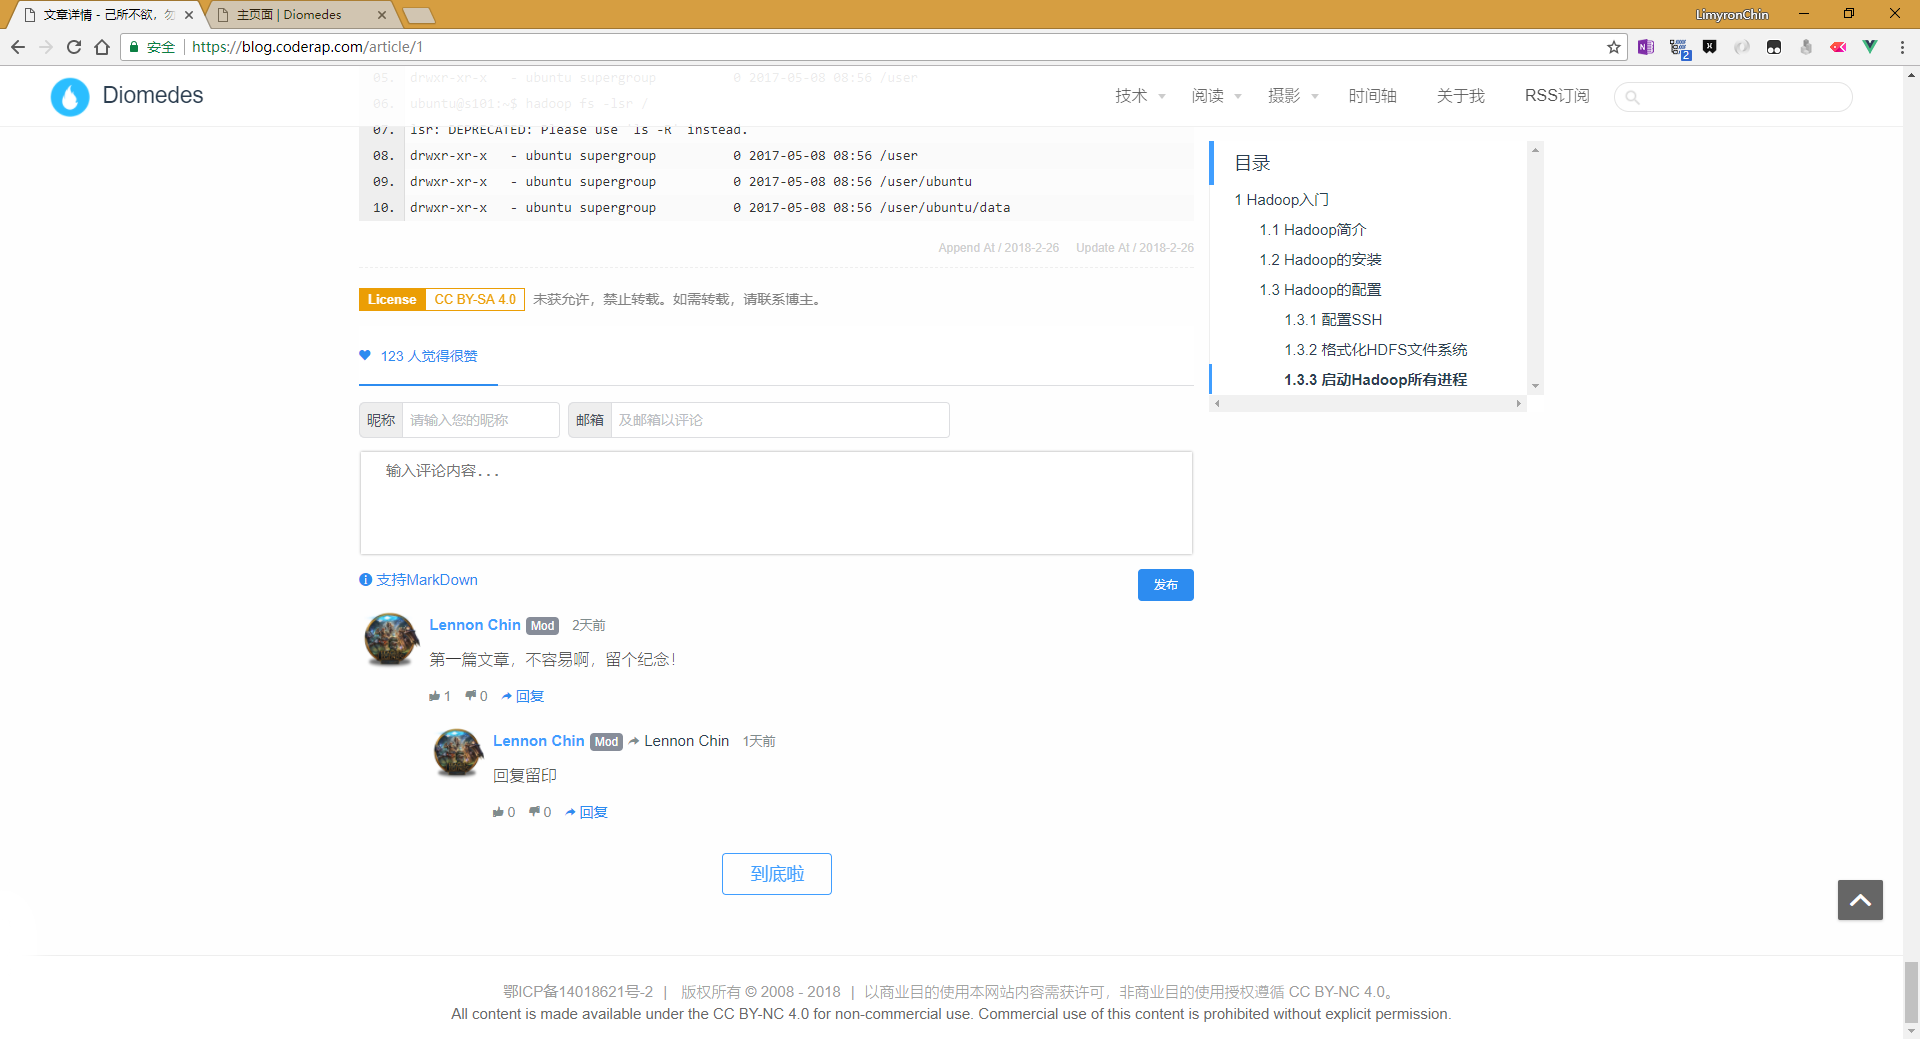 文章详情 - 己所不欲，勿
主页面 | Diomedes
LimyronChin
安全
https://blog.coderap.com/article/1
2
Diomedes
技术
阅读
摄影
时间轴
关于我
RSS订阅
05. drwxr-xr-x - ubuntu supergroup 0 2017-05-08 08:56 /user
06. ubuntu@s101:~$ hadoop fs -lsr /
07. lsr: DEPRECATED: Please use 'ls -R' instead.
08. drwxr-xr-x - ubuntu supergroup 0 2017-05-08 08:56 /user
09. drwxr-xr-x - ubuntu supergroup 0 2017-05-08 08:56 /user/ubuntu
10. drwxr-xr-x - ubuntu supergroup 0 2017-05-08 08:56 /user/ubuntu/data
Append At / 2018-2-26 Update At / 2018-2-26
License CC BY-SA 4.0 未获允许，禁止转载。如需转载，请联系博主。
123 人觉得很赞
昵称 请输入您的昵称 邮箱 及邮箱以评论
输入评论内容...
支持MarkDown
发布
Lennon Chin Mod 2天前
第一篇文章，不容易啊，留个纪念！
1 0 回复
Lennon Chin Mod Lennon Chin 1天前
回复留印
0 0 回复
到底啦
目录
1 Hadoop入门
1.1 Hadoop简介
1.2 Hadoop的安装
1.3 Hadoop的配置
1.3.1 配置SSH
1.3.2 格式化HDFS文件系统
1.3.3 启动Hadoop所有进程
鄂ICP备14018621号-2 | 版权所有 © 2008 - 2018 | 以商业目的使用本网站内容需获许可，非商业目的使用授权遵循 CC BY-NC 4.0。
All content is made available under the CC BY-NC 4.0 for non-commercial use. Commercial use of this content is prohibited without explicit permission.